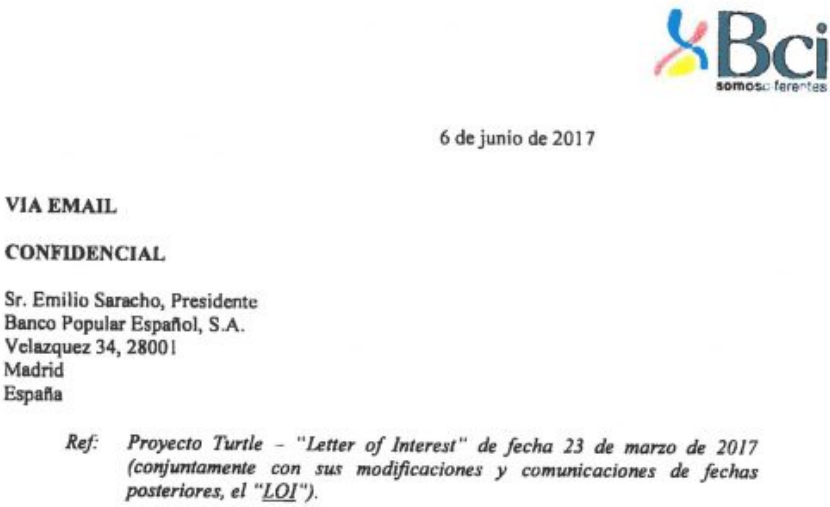 Bci
somos
6 de junio de 2017
VIA EMAIL
CONFIDENCIAL
Sr. Emilio Saracho, Presidente
Banco Popular Español, S.A.
Velazquez 34, 28001
Madrid
España
Ref: Proyecto Turtle – "Letter of Interest" de fecha 23 de marzo de 2017
(conjuntamente con sus modificaciones y comunicaciones de fechas
posteriores, el "LOI").